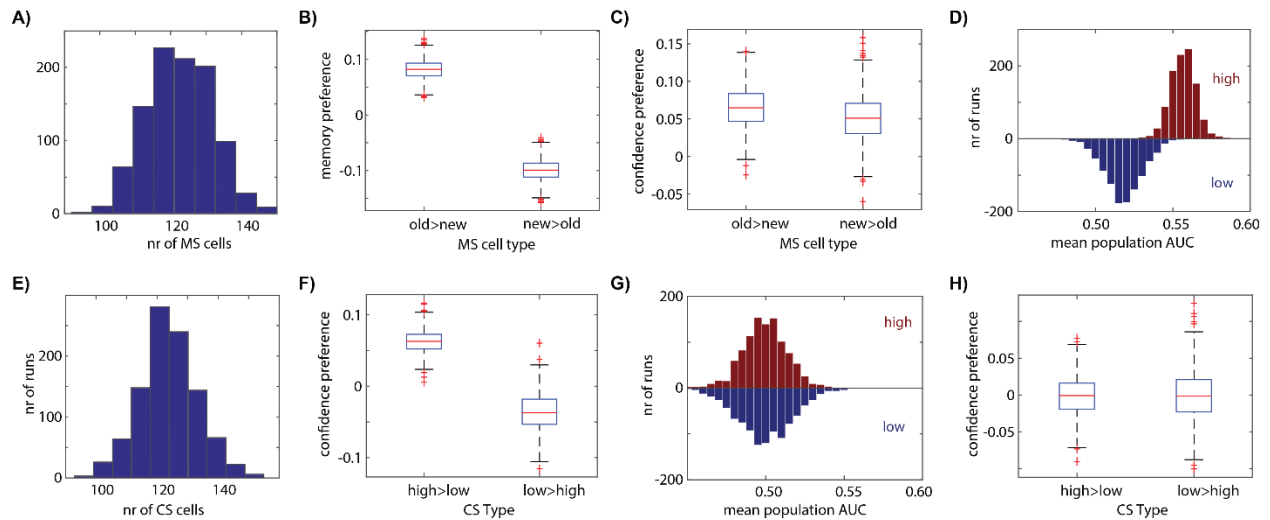 A)
200
100
0
100 120 140
nr of MS cells
B)
memory preference
0.1
0
-0.1
old>new new>old
MS cell type
C)
confidence preference
0.15
0.10
0.05
0
-0.05
old>new new>old
MS cell type
D)
nr of runs
200
0
-200
high
low
0.50 0.55 0.60
mean population AUC
E)
nr of runs
200
100
0
100 120 140
nr of CS cells
F)
confidence preference
0.1
0
-0.1
high>low low>high
CS Type
G)
nr of runs
200
0
-200
high
low
0.50 0.55 0.60
mean population AUC
H)
confidence preference
0.05
0
-0.05
high>low low>high
CS Type